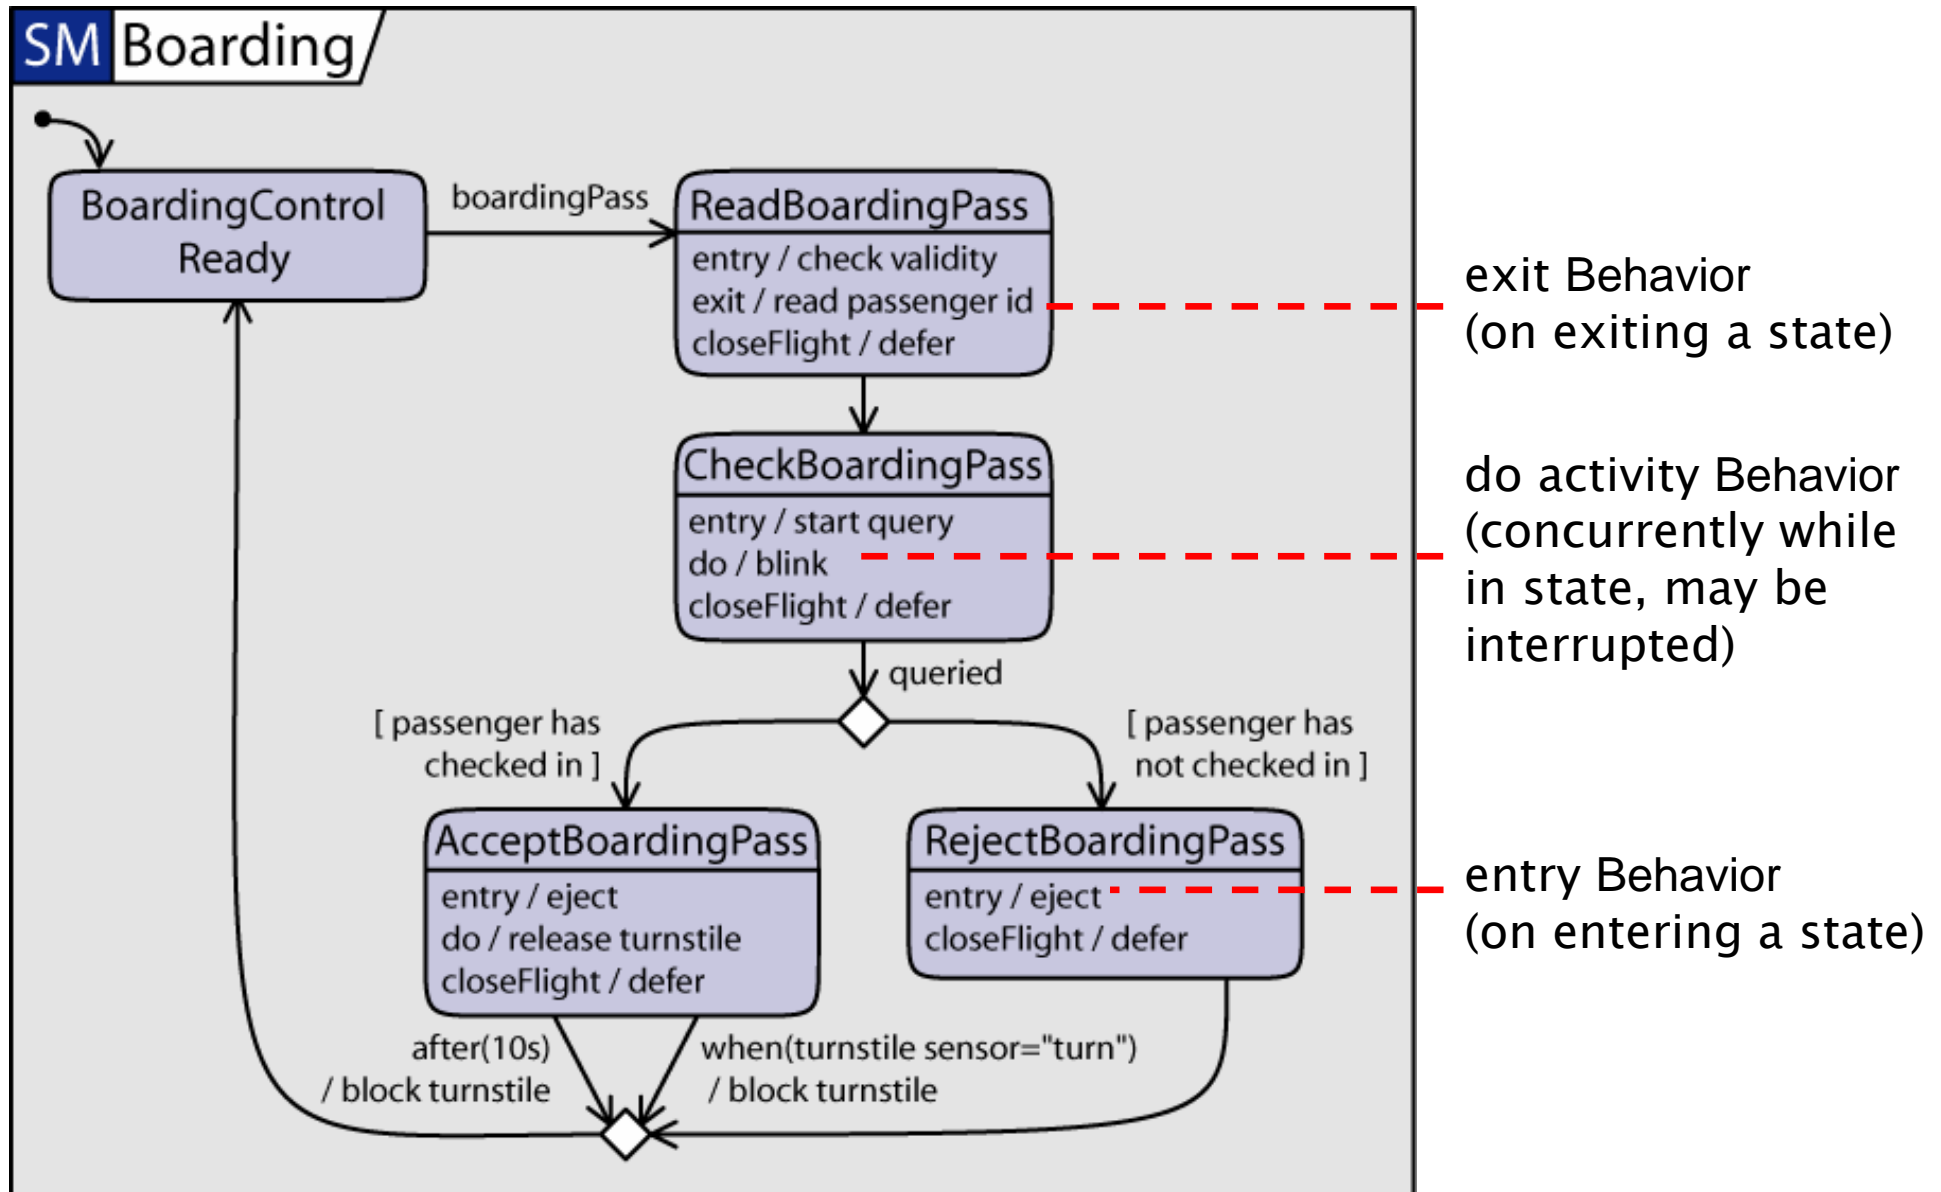 SM Boarding
BoardingControl
Ready
boardingPass
ReadBoardingPass
entry / check validity
exit / read passenger id
closeFlight / defer
exit Behavior
(on exiting a state)
CheckBoardingPass
entry / start query
do / blink
closeFlight / defer
do activity Behavior
(concurrently while
in state, may be
interrupted)
queried
[ passenger has
checked in ]
[ passenger has
not checked in ]
AcceptBoardingPass
entry / eject
do / release turnstile
closeFlight / defer
RejectBoardingPass
entry / eject
closeFlight / defer
entry Behavior
(on entering a state)
after(10s)
/ block turnstile
when(turnstile sensor="turn")
/ block turnstile